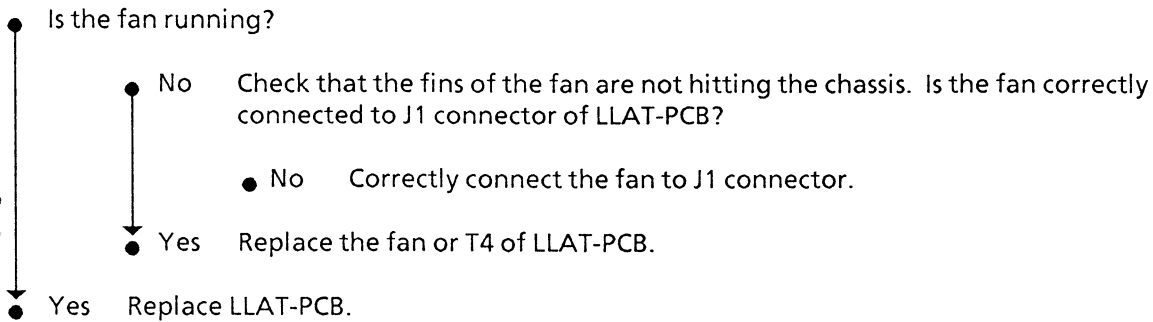 Is the fan running?
No Check that the fins of the fan are not hitting the chassis. Is the fan correctly
connected to J1 connector of LLAT-PCB?
No Correctly connect the fan to J1 connector.
Yes Replace the fan or T4 of LLAT-PCB.
Yes Replace LLAT-PCB.